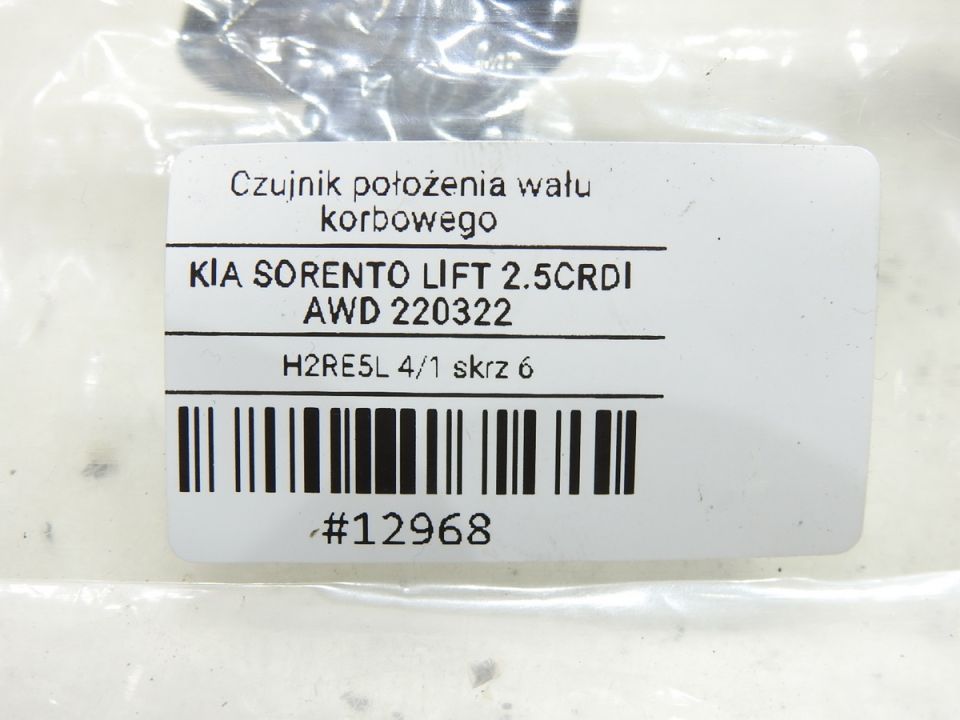 Czujnik położenia wału
korbowego
KIA SORENTO LIFT 2.5CRDI
AWD 220322
H2RE5L 4/1 skrz 6
#12968